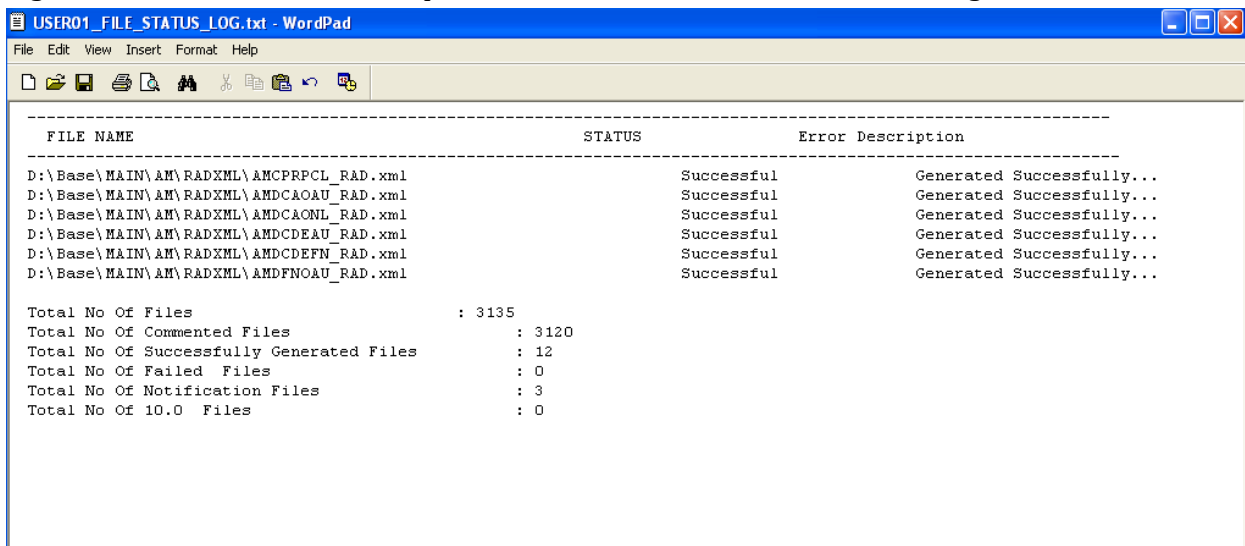 USER01_FILE_STATUS_LOG.txt - WordPad
File Edit View Insert Format Help
FILE NAME STATUS Error Description
D:\Base\MAIN\AM\RADXML\AMCPRPCL_RAD.xml Successful Generated Successfully...
D:\Base\MAIN\AM\RADXML\AMDCAOAU_RAD.xml Successful Generated Successfully...
D:\Base\MAIN\AM\RADXML\AMDCAONL_RAD.xml Successful Generated Successfully...
D:\Base\MAIN\AM\RADXML\AMDCDEAU_RAD.xml Successful Generated Successfully...
D:\Base\MAIN\AM\RADXML\AMDCDEFN_RAD.xml Successful Generated Successfully...
D:\Base\MAIN\AM\RADXML\AMDFNOAU_RAD.xml Successful Generated Successfully...
Total No Of Files : 3135
Total No Of Commented Files : 3120
Total No Of Successfully Generated Files : 12
Total No Of Failed Files : 0
Total No Of Notification Files : 3
Total No Of 10.0 Files : 0